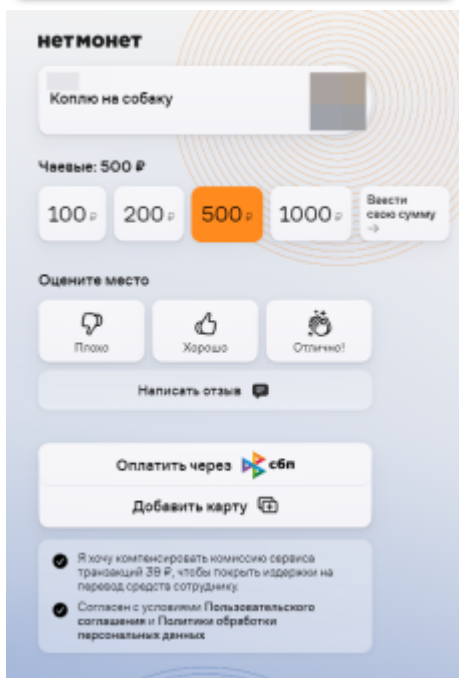 нетмонет
Коплю на собаку
Чаевые: 500 ₽
100 ₽ 200 ₽ 500 ₽ 1000 ₽ Ввести
свою сумму
→
Оцените место
Плохо Хорошо Отлично!
Написать отзыв
Оплатить через сбп
Добавить карту
Я хочу компенсировать комиссию сервиса
транзакций 39 ₽, чтобы покрыть издержки на
перевод средств сотруднику.
Согласен с условиями Пользовательского
соглашения и Политики обработки
персональных данных